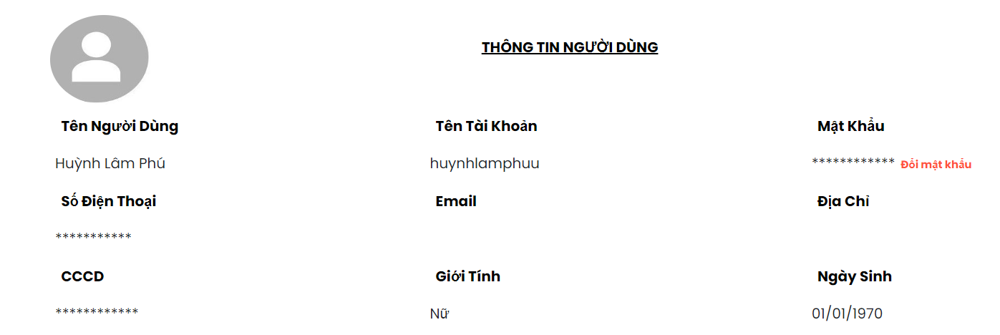 THÔNG TIN NGƯỜI DÙNG
Tên Người Dùng Tên Tài Khoản Mật Khẩu
Huỳnh Lâm Phú huynhlamphuu ************ Đổi mật khẩu
Số Điện Thoại Email Địa Chỉ
***********
CCCD Giới Tính Ngày Sinh
************ Nữ 01/01/1970